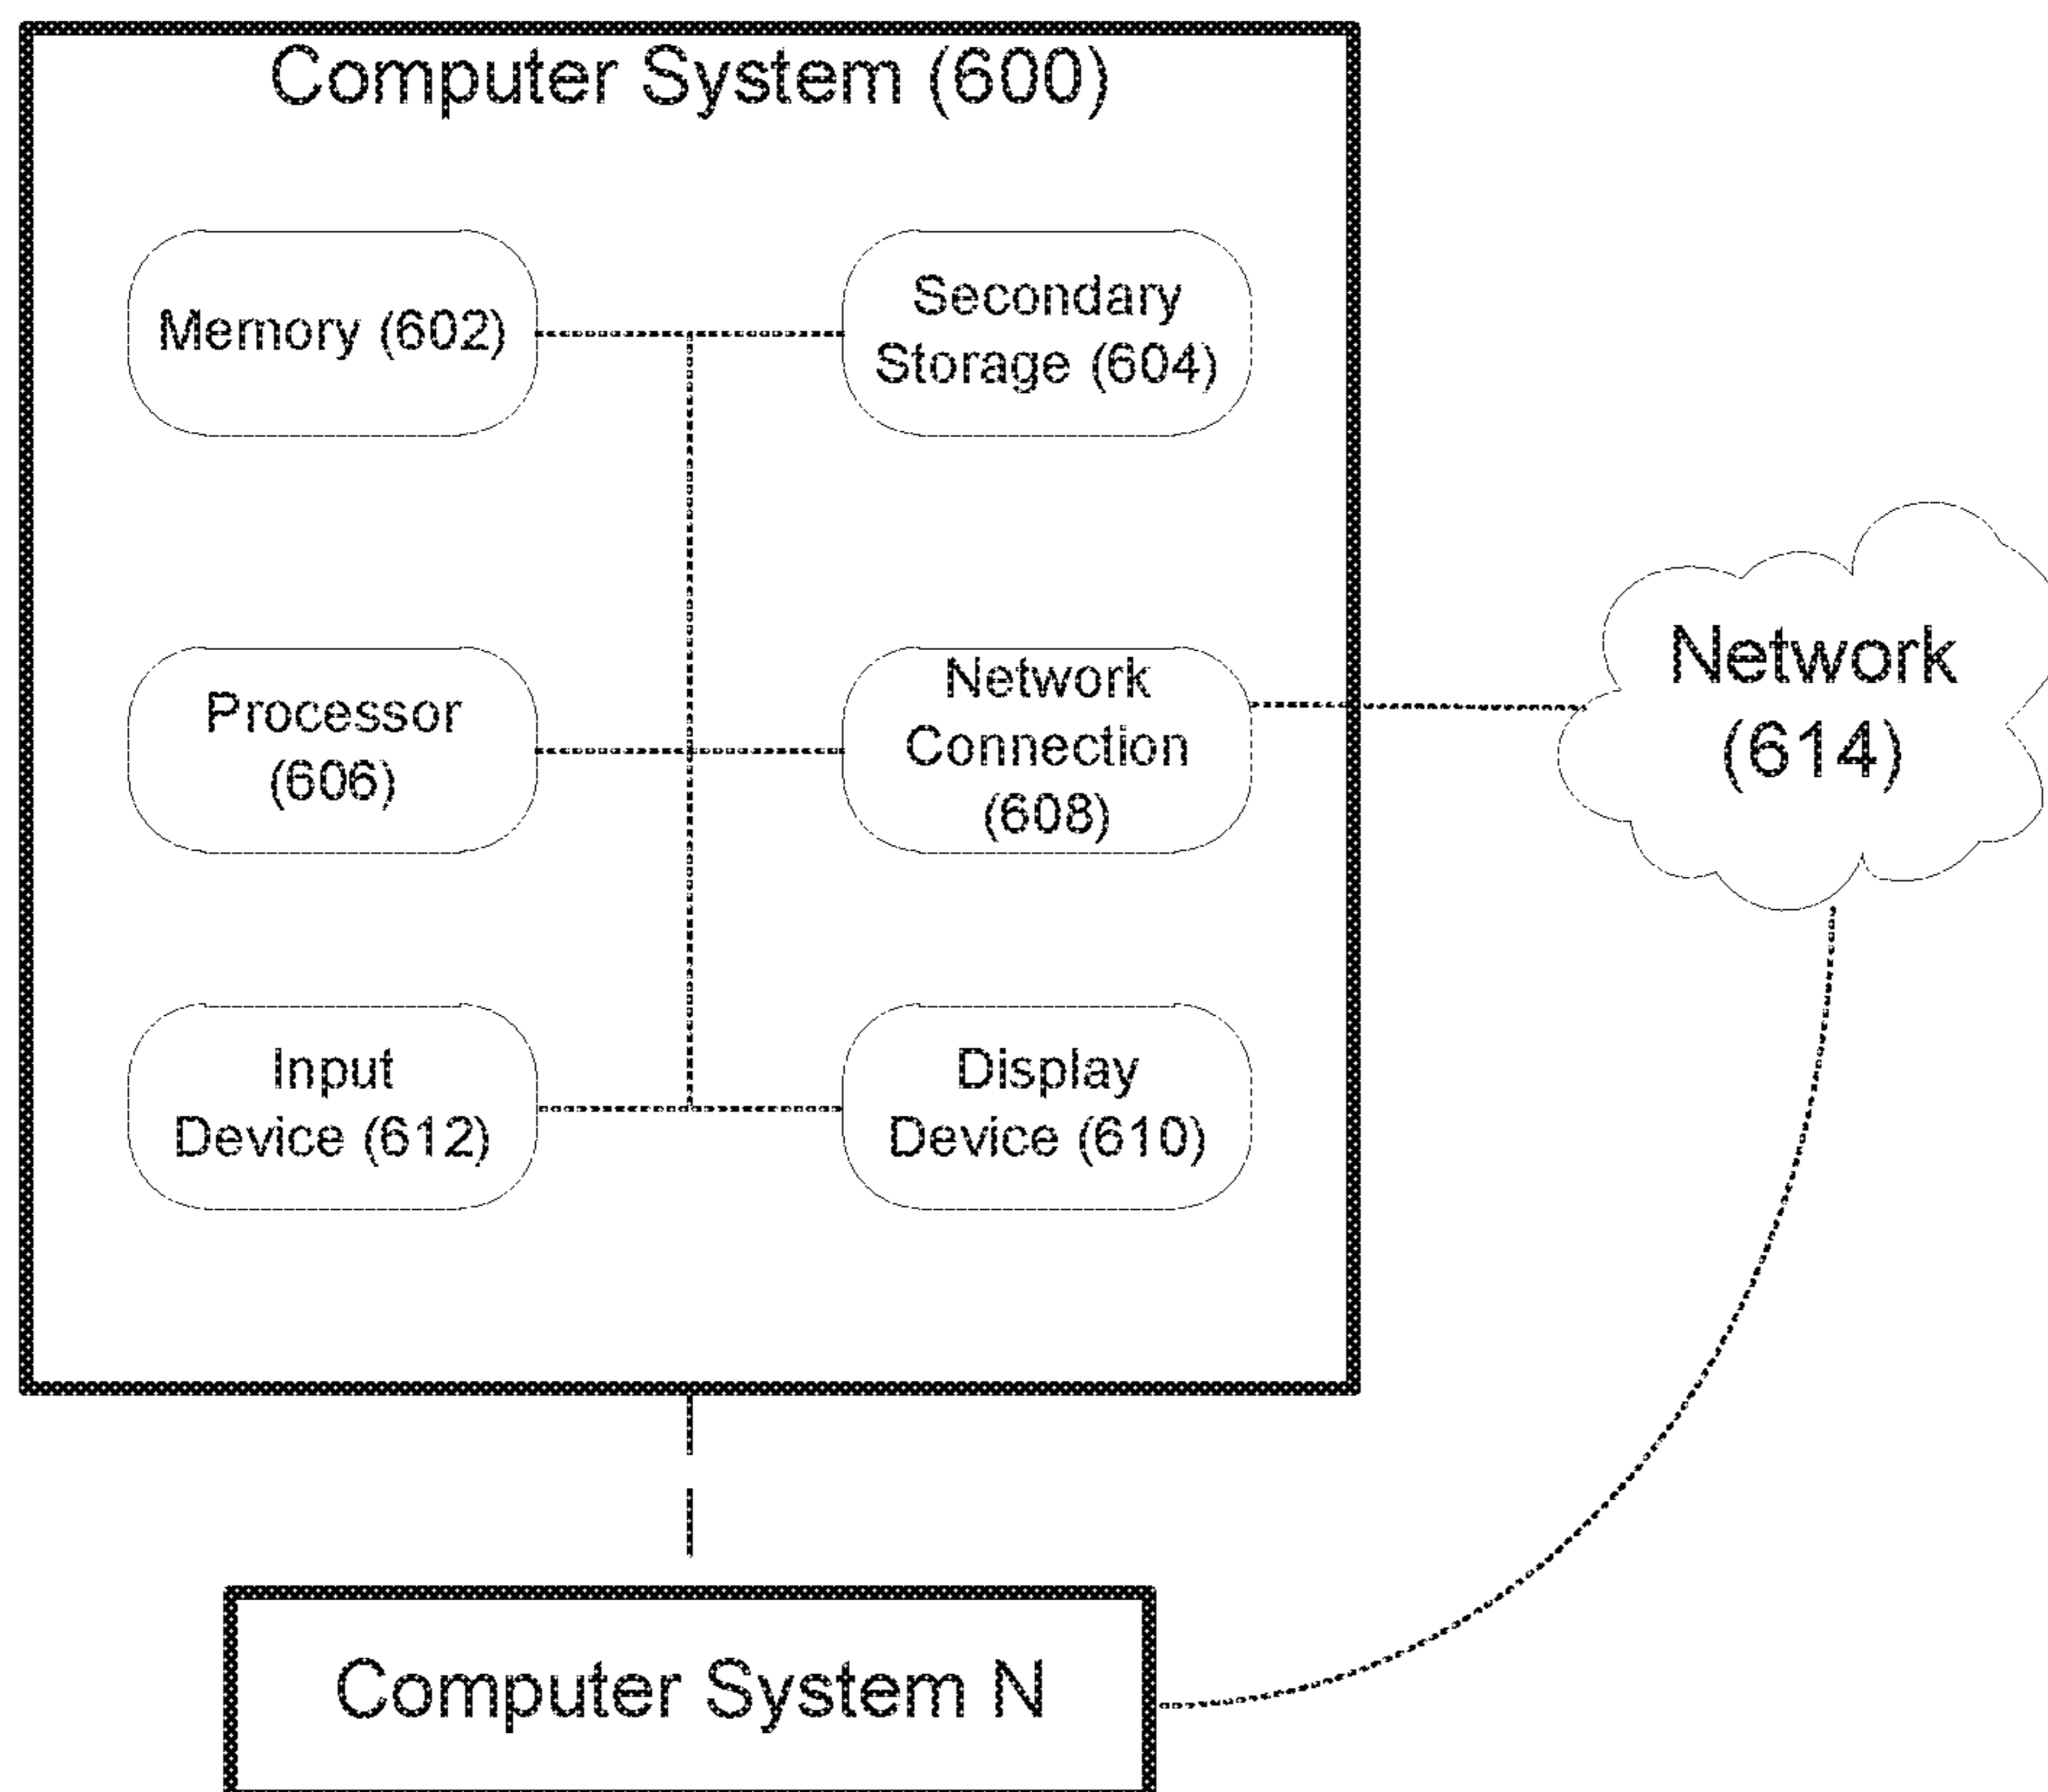 Computer System (600)
Memory (602)
Secondary
Storage (604)
Processor
(606)
Network
Connection
(608)
Network
(614)
Input
Device (612)
Display
Device (610)
Computer System N